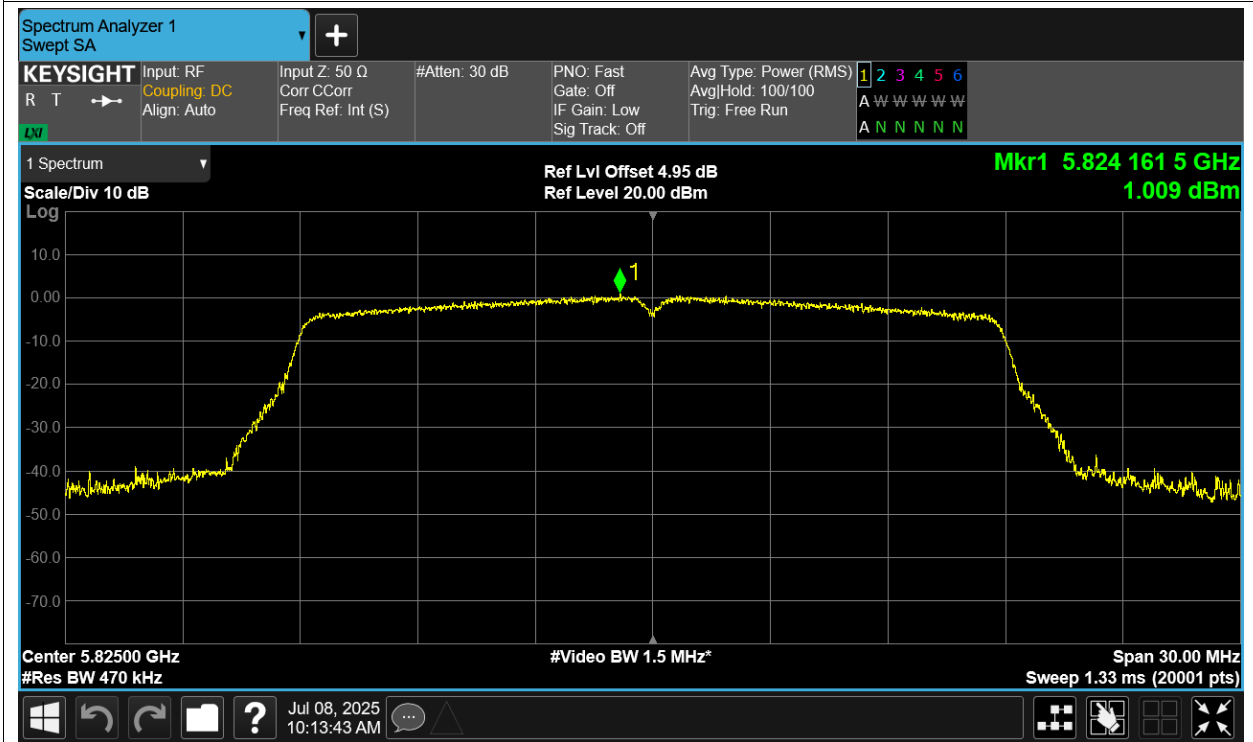 Spectrum Analyzer 1
Swept SA
+
KEYSIGHT
R T
LXI
Input: RF
Coupling: DC
Align: Auto
Input Z: 50 Ω
Corr CCorr
Freq Ref: Int (S)
#Atten: 30 dB
PNO: Fast
Gate: Off
IF Gain: Low
Sig Track: Off
Avg Type: Power (RMS)
Avg|Hold: 100/100
Trig: Free Run
1 2 3 4 5 6
A W W W W W
A N N N N N
1 Spectrum
Scale/Div 10 dB
Log
Ref Lvl Offset 4.95 dB
Ref Level 20.00 dBm
Mkr1 5.824 161 5 GHz
1.009 dBm
1
10.0
0.00
-10.0
-20.0
-30.0
-40.0
-50.0
-60.0
-70.0
Center 5.82500 GHz
#Res BW 470 kHz
#Video BW 1.5 MHz*
Span 30.00 MHz
Sweep 1.33 ms (20001 pts)
?
Jul 08, 2025
10:13:43 AM